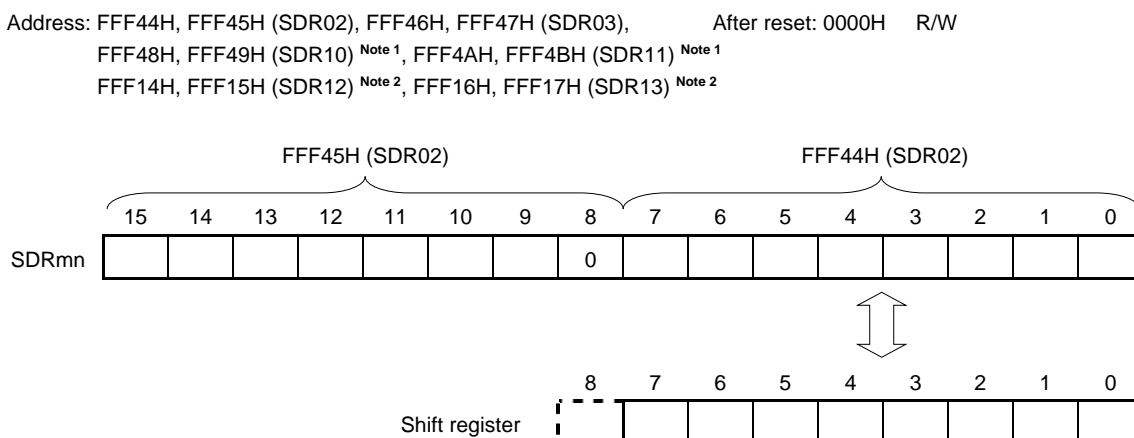 Address: FFF44H, FFF45H (SDR02), FFF46H, FFF47H (SDR03), After reset: 0000H R/W
FFF48H, FFF49H (SDR10) Note 1, FFF4AH, FFF4BH (SDR11) Note 1
FFF14H, FFF15H (SDR12) Note 2, FFF16H, FFF17H (SDR13) Note 2
FFF45H (SDR02) FFF44H (SDR02)
15 14 13 12 11 10 9 8 7 6 5 4 3 2 1 0
SDRmn 0
8 7 6 5 4 3 2 1 0
Shift register